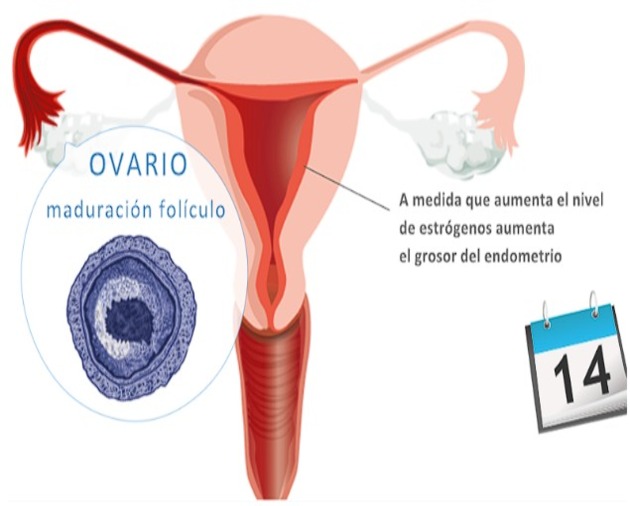 OVARIO
maduración folículo
A medida que aumenta el nivel
de estrógenos aumenta
el grosor del endometrio
14